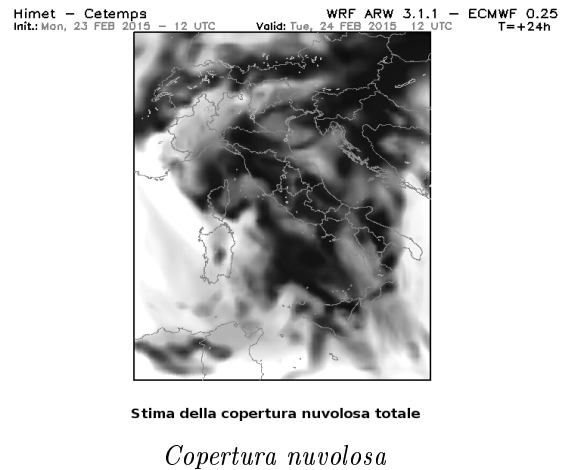 Himet – Cetemps WRF ARW 3.1.1 – ECMWF 0.25
Init.: Mon, 23 FEB 2015 – 12 UTC Valid: Tue, 24 FEB 2015 12 UTC T=+24h
Stima della copertura nuvolosa totale
Copertura nuvolosa